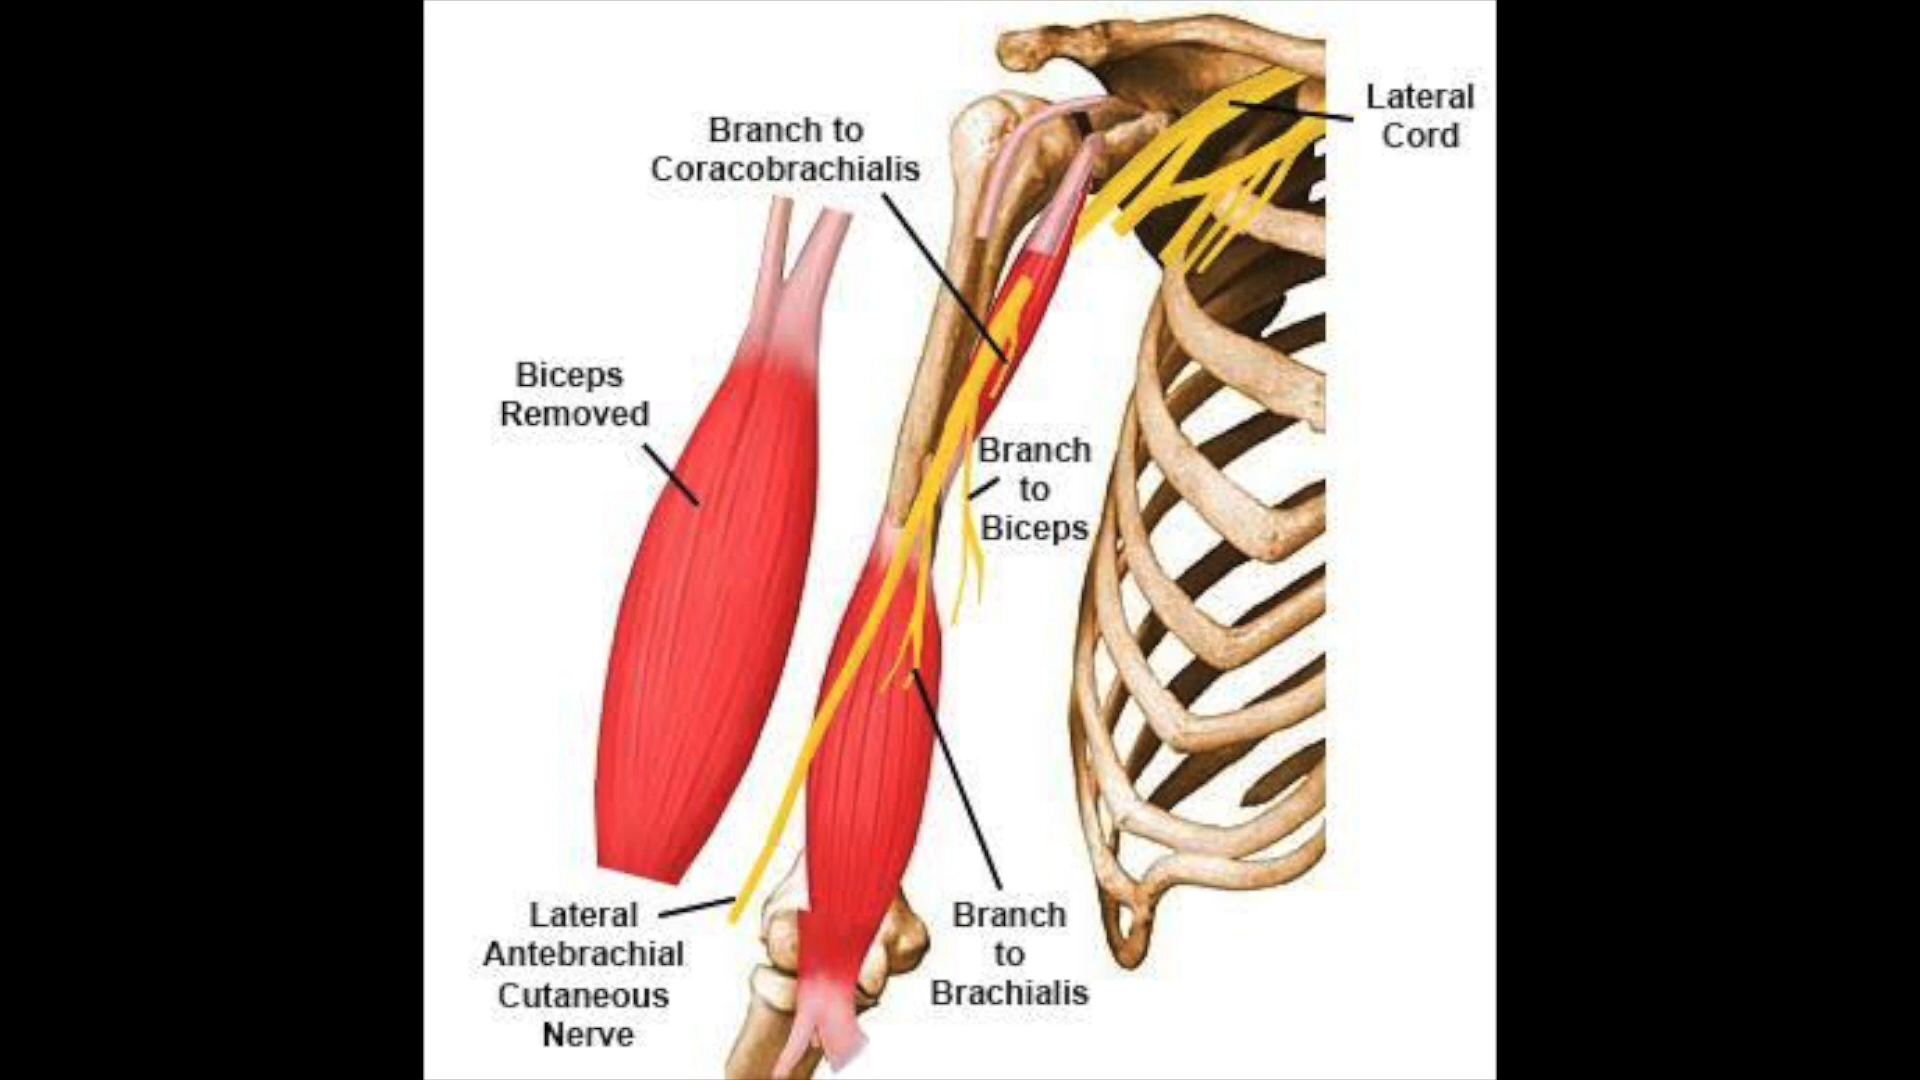 Lateral
Cord
Branch to
Coracobrachialis
Biceps
Removed
Branch
to
Biceps
Lateral
Antebrachial
Cutaneous
Nerve
Branch
to
Brachialis